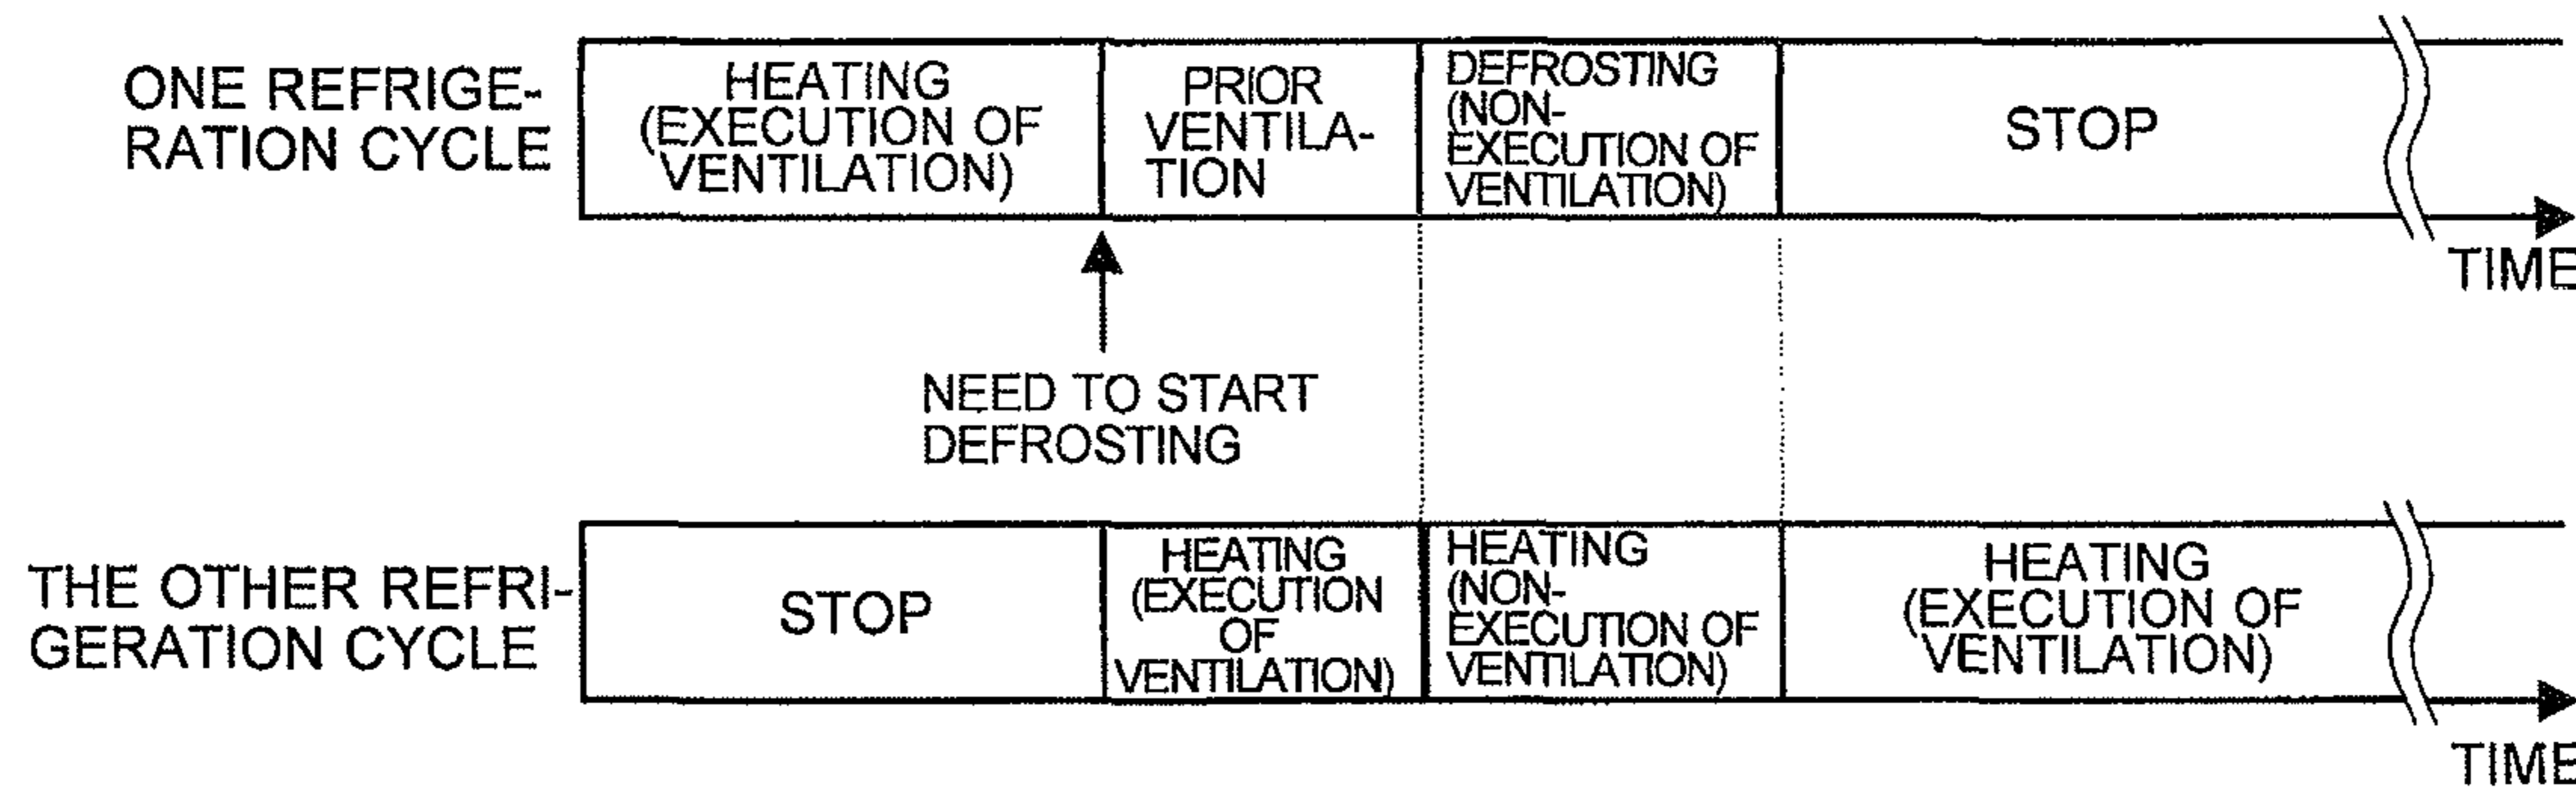 ONE REFRIGE-
RATION CYCLE
HEATING
(EXECUTION OF
VENTILATION)
PRIOR
VENTILA-
TION
DEFROSTING
(NON-
EXECUTION OF
VENTILATION)
STOP
TIME
NEED TO START
DEFROSTING
THE OTHER REFRI-
GERATION CYCLE
STOP
HEATING
(EXECUTION
OF
VENTILATION)
HEATING
(NON-
EXECUTION OF
VENTILATION)
HEATING
(EXECUTION OF
VENTILATION)
TIME